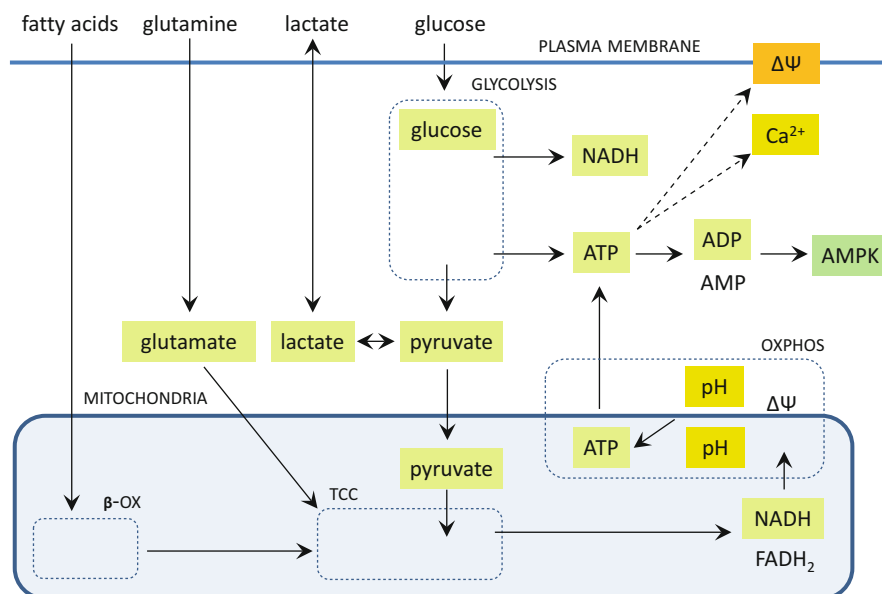 fatty acids glutamine lactate glucose
PLASMA MEMBRANE
ΔΨ
GLYCOLYSIS
glucose
Ca²⁺
NADH
ATP
ADP
AMPK
AMP
glutamate lactate pyruvate
OXPHOS
pH
MITOCHONDRIA
ΔΨ
ATP
pH
pyruvate
β-OX
TCC
NADH
FADH₂